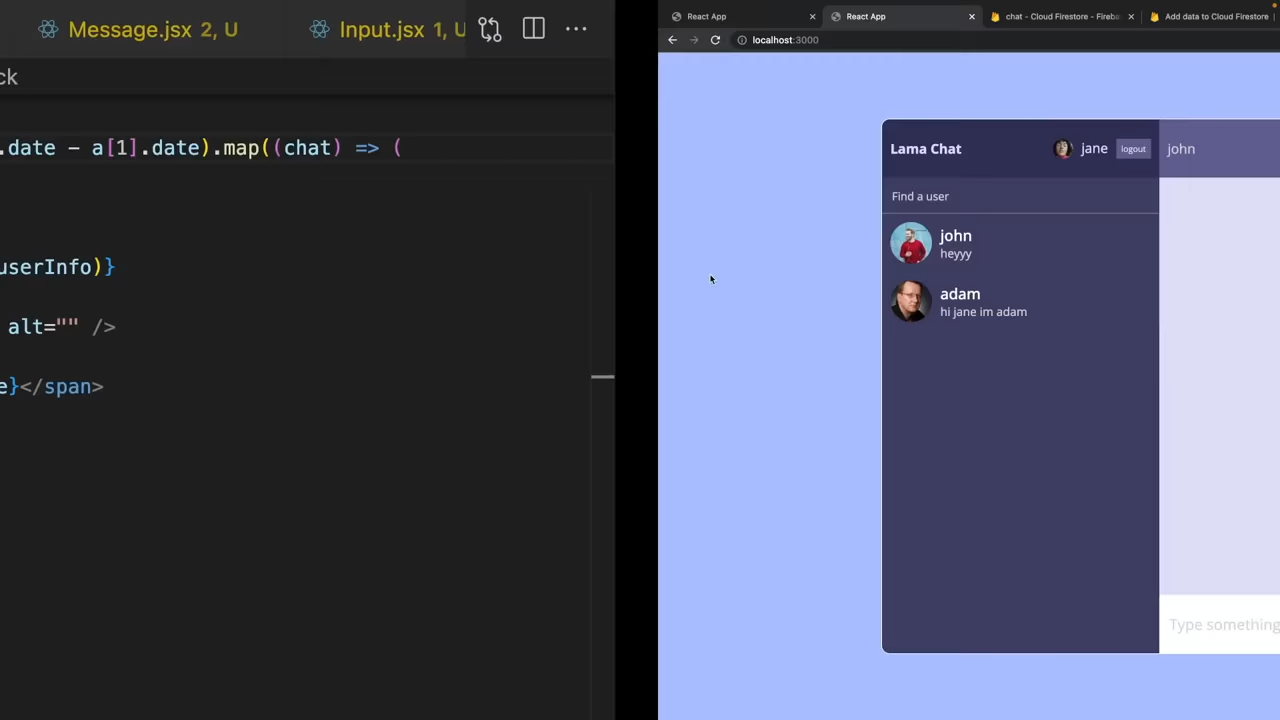 Message.jsx 2, U
Input.jsx 1, U
ck
.date - a[1].date).map((chat) => (
userInfo)}
alt="" />
e}</span>
React App
React App
chat - Cloud Firestore - Fireba
Add data to Cloud Firestore
localhost:3000
Lama Chat
jane
logout
john
Find a user
john
heyyy
adam
hi jane im adam
Type something